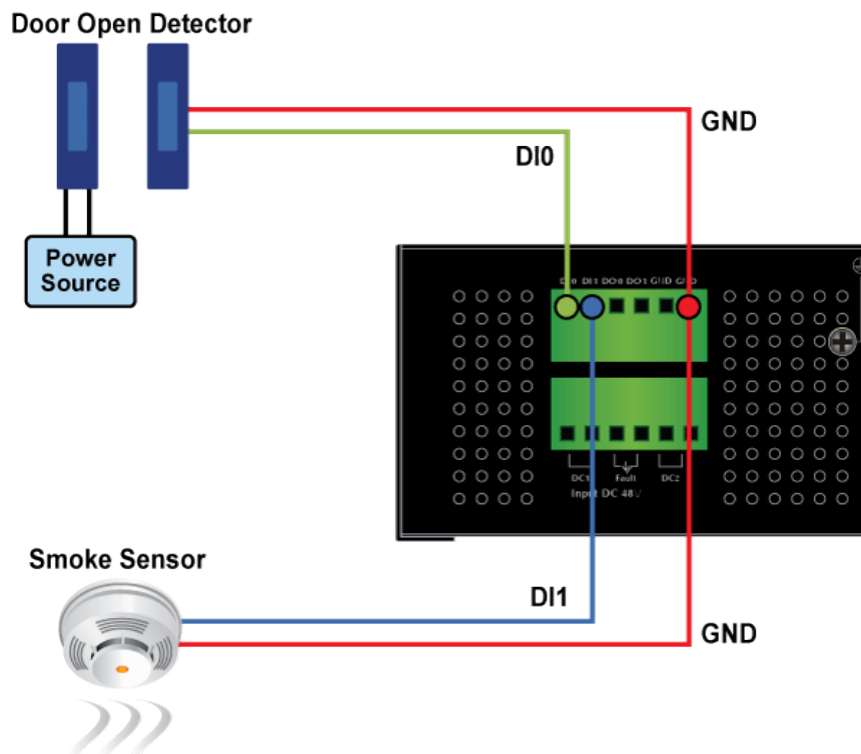 Door Open Detector
GND
DI0
Power
Source
DI0 DI1 DO0 DO1 GND GND
DC1 Fault DC2
Input DC 48V
Smoke Sensor
DI1
GND